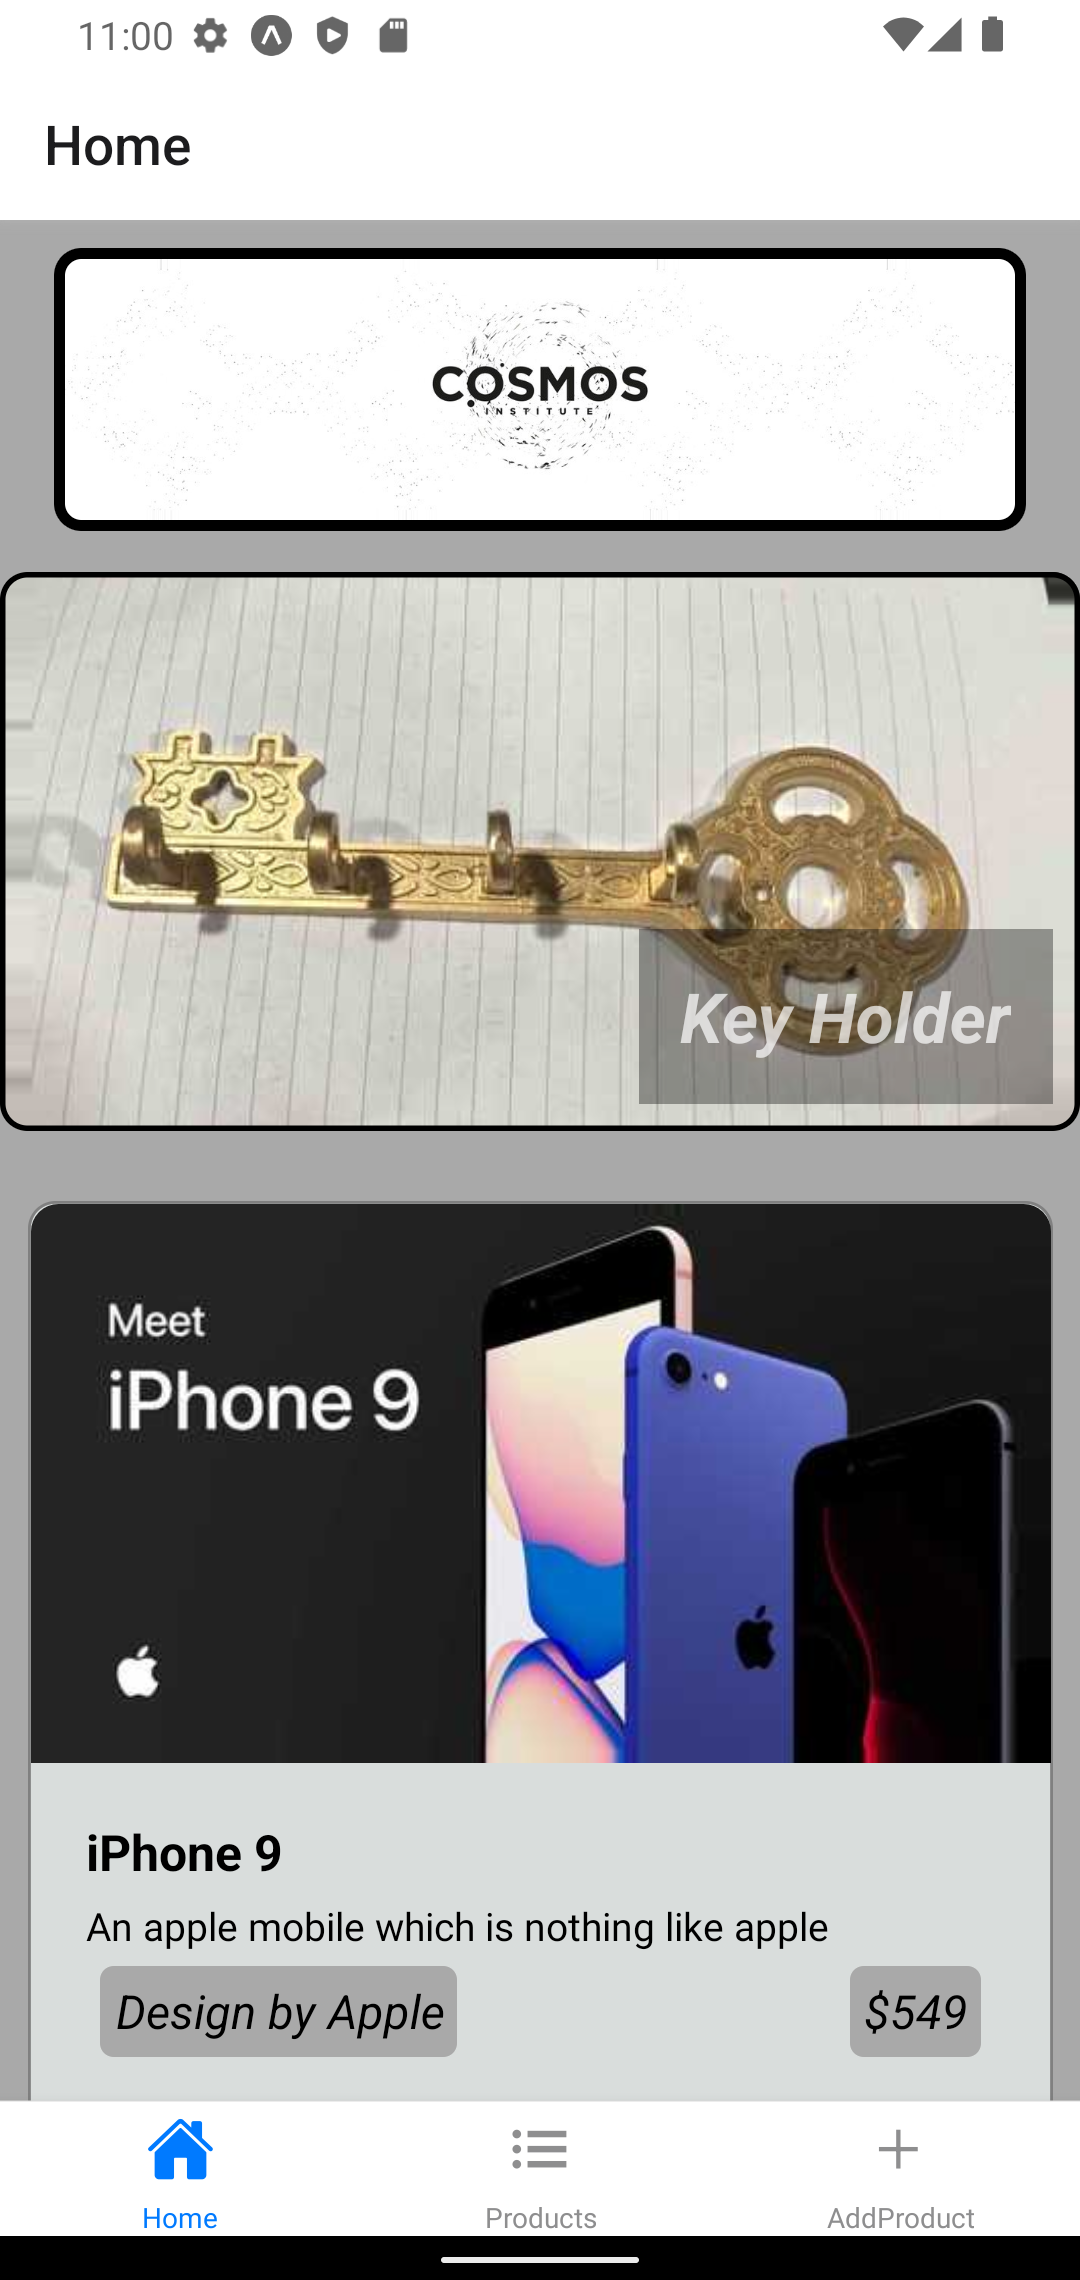 11:00
Home
COSMOS
INSTITUTE
Key Holder
Meet
iPhone 9
iPhone 9
An apple mobile which is nothing like apple
Design by Apple
$549
Home
Products
AddProduct